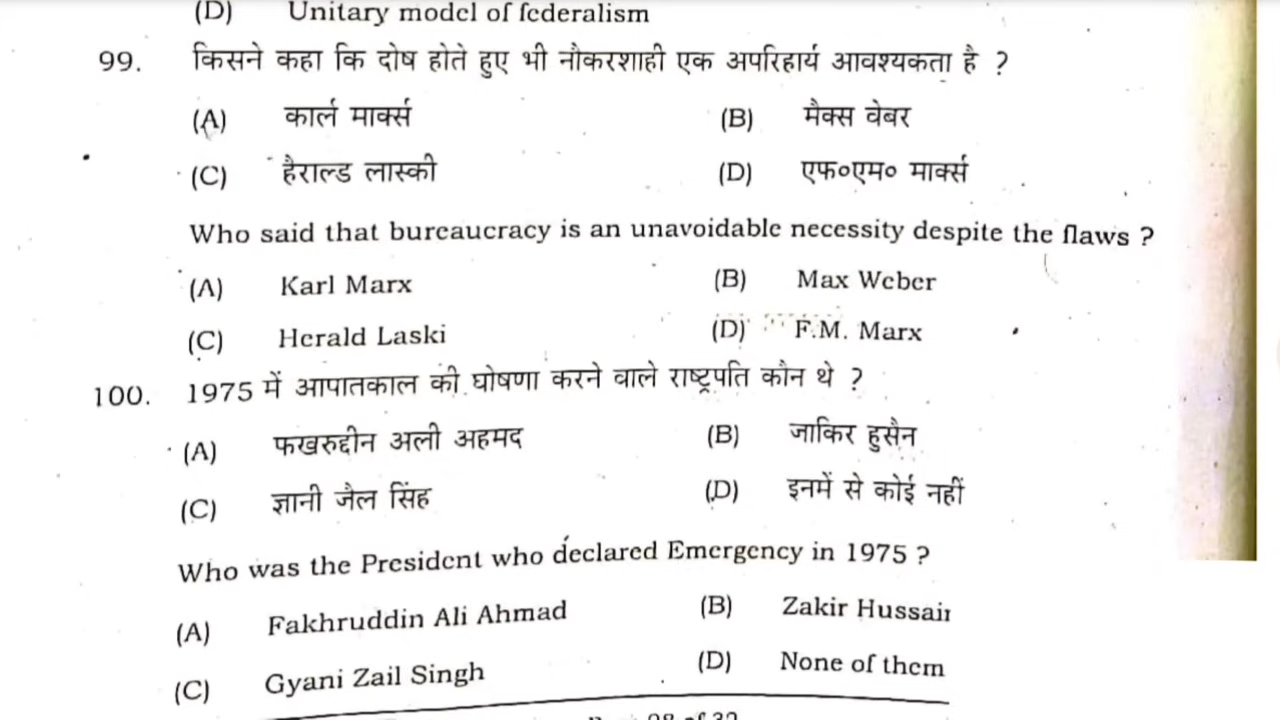 (D) Unitary model of federalism
99. किसने कहा कि दोष होते हुए भी नौकरशाही एक अपरिहार्य आवश्यकता है ?
(A) कार्ल मार्क्स (B) मैक्स वेबर
(C) हैराल्ड लास्की (D) एफ०एम० मार्क्स
Who said that bureaucracy is an unavoidable necessity despite the flaws ?
(A) Karl Marx (B) Max Weber
(C) Herald Laski (D) F.M. Marx
100. 1975 में आपातकाल की घोषणा करने वाले राष्ट्रपति कौन थे ?
(A) फखरुद्दीन अली अहमद (B) जाकिर हुसैन
(C) ज्ञानी जैल सिंह (D) इनमें से कोई नहीं
Who was the President who declared Emergency in 1975 ?
(A) Fakhruddin Ali Ahmad (B) Zakir Hussain
(C) Gyani Zail Singh (D) None of them